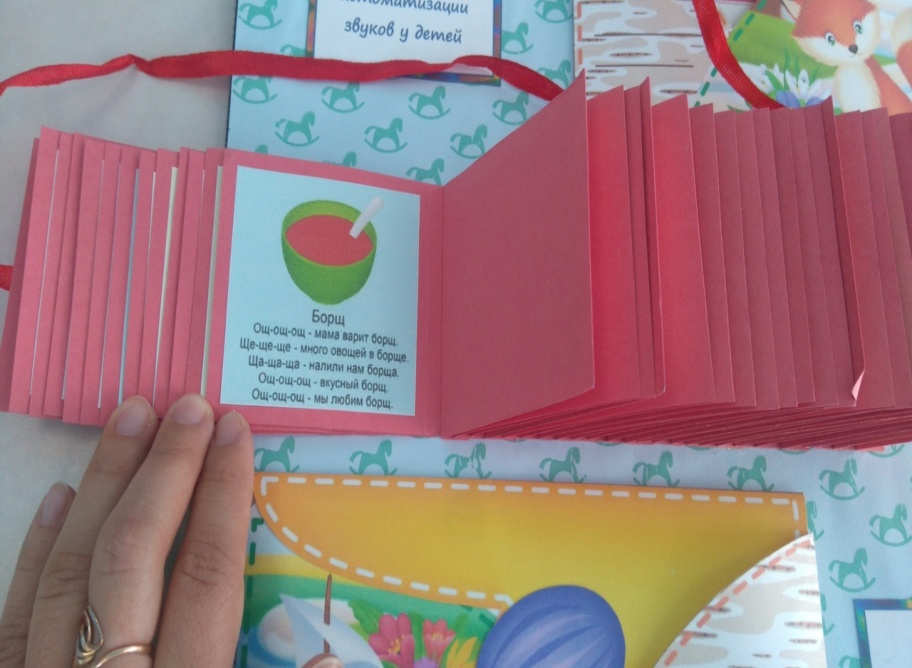 автоматизации
звуков у детей
Борщ
Ощ-ощ-ощ - мама варит борщ.
Ще-ще-ще - много овощей в борще.
Ща-ща-ща - налили нам борща.
Ощ-ощ-ощ - вкусный борщ.
Ощ-ощ-ощ - мы любим борщ.